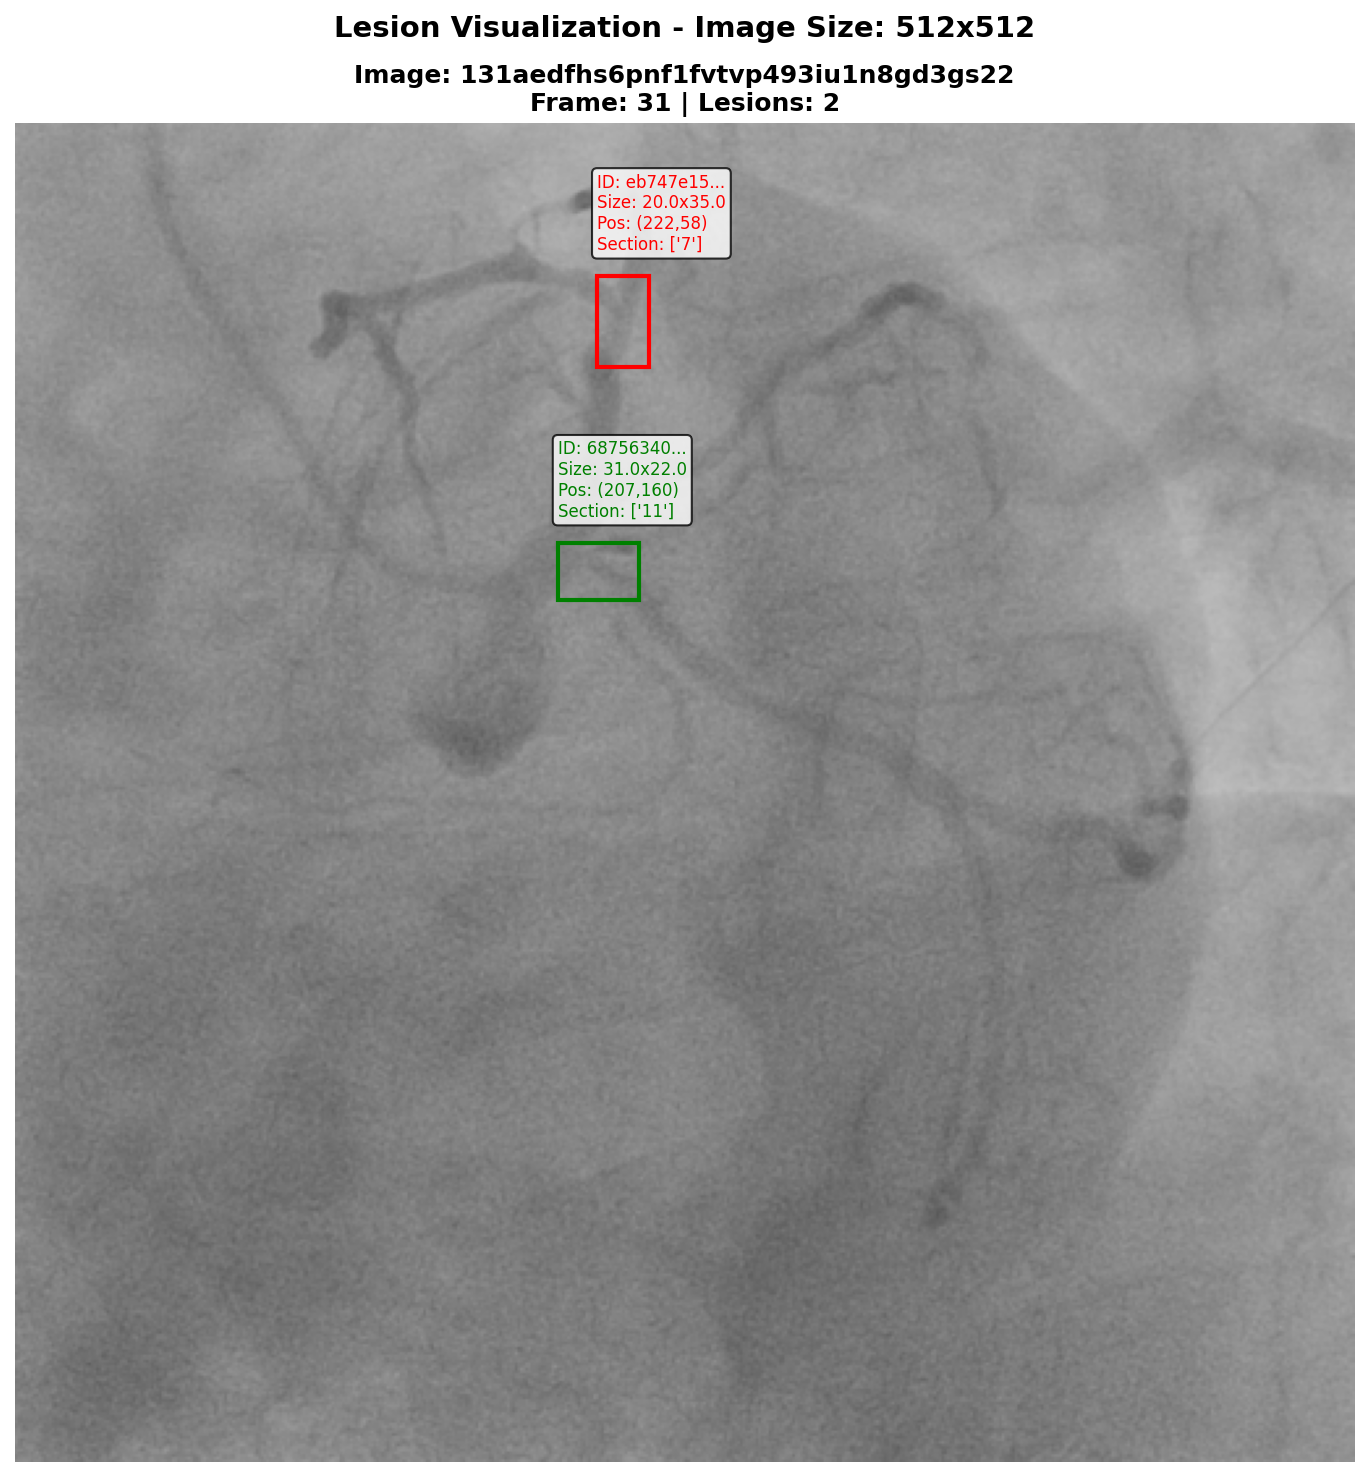 Lesion Visualization - Image Size: 512x512
Image: 131aedfhs6pnf1fvtvp493iu1n8gd3gs22
Frame: 31 | Lesions: 2
ID: eb747e15...
Size: 20.0x35.0
Pos: (222,58)
Section: ['7']
ID: 68756340...
Size: 31.0x22.0
Pos: (207,160)
Section: ['11']